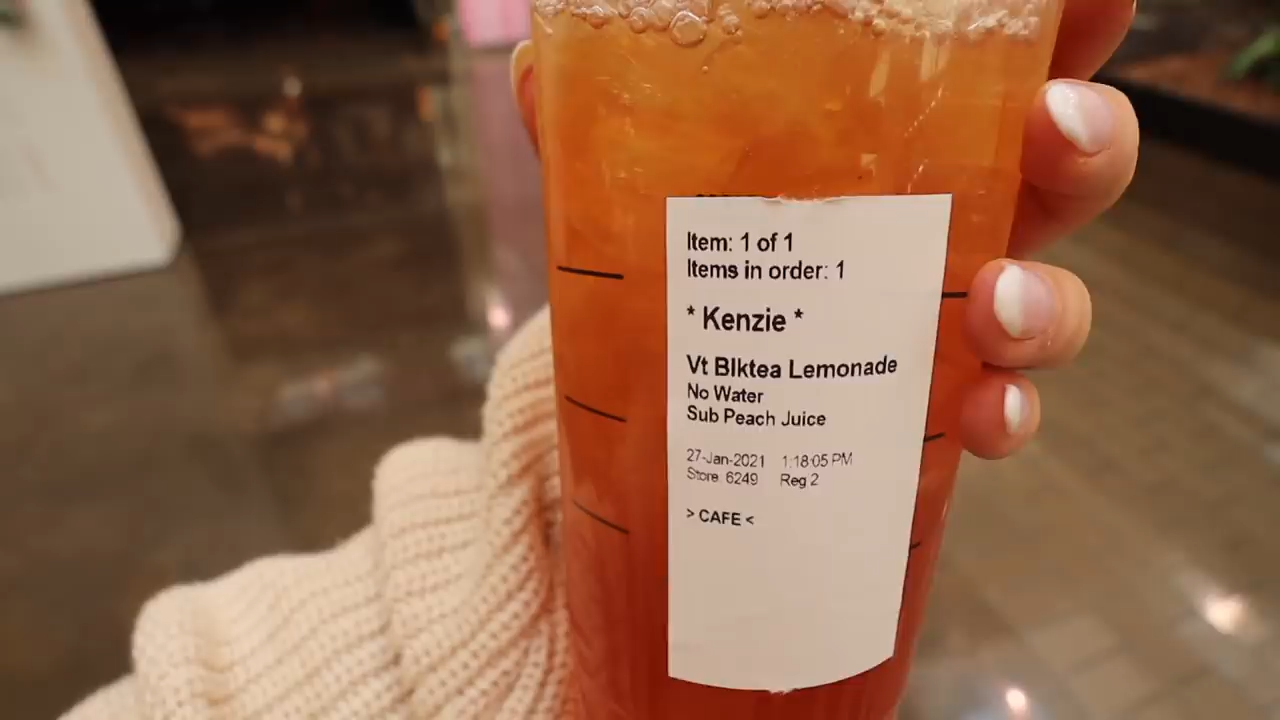 Item: 1 of 1
Items in order: 1
* Kenzie *
Vt Blktea Lemonade
No Water
Sub Peach Juice
27-Jan-2021 1:18:05 PM
Store 6249 Reg 2
> CAFE <